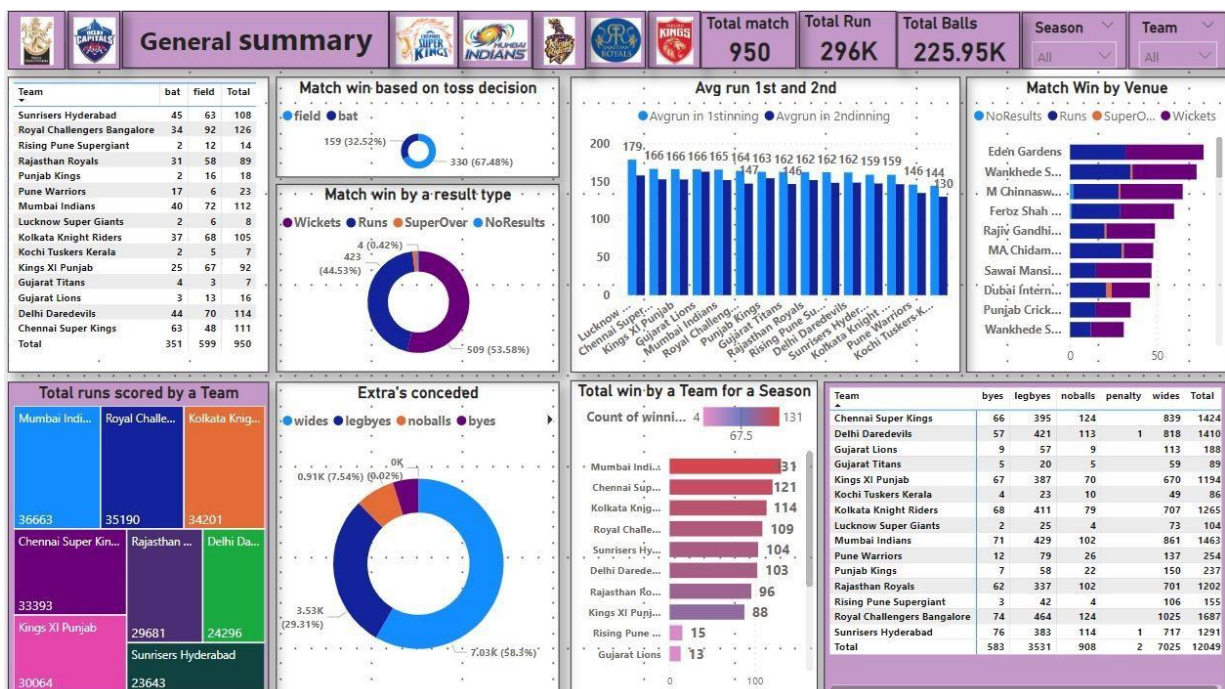 General summary
CAPITALS
CHENNAI
SUPER
KINGS
MUMBAI
INDIANS
ROYALS
KINGS
Total match
950
Total Run
296K
Total Balls
225.95K
Season
All
Team
All
Team bat field Total
Sunrisers Hyderabad 45 63 108
Royal Challengers Bangalore 34 92 126
Rising Pune Supergiant 2 12 14
Rajasthan Royals 31 58 89
Punjab Kings 2 16 18
Pune Warriors 17 6 23
Mumbai Indians 40 72 112
Lucknow Super Giants 2 6 8
Kolkata Knight Riders 37 68 105
Kochi Tuskers Kerala 2 5 7
Kings XI Punjab 25 67 92
Gujarat Titans 4 3 7
Gujarat Lions 3 13 16
Delhi Daredevils 44 70 114
Chennai Super Kings 63 48 111
Total 351 599 950
Match win based on toss decision
field bat
159 (32.52%)
330 (67.48%)
Match win by a result type
Wickets Runs SuperOver NoResults
4 (0.42%)
423
(44.53%)
509 (53.58%)
Avg run 1st and 2nd
Avgrun in 1stinning Avgrun in 2ndinning
200
150
100
50
0
179 166 166 166 165 164 163 162 162 162 162 159 159 146 144
147 146 130
Lucknow ...
Chennai Super...
Kings XI Punjab
Gujarat Lions
Mumbai Indians
Royal Challeng...
Punjab Kings
Gujarat Titans
Rajasthan Royals
Rising Pune Su...
Delhi Daredevils
Sunrisers Hyder...
Kolkata Knight ...
Pune Warriors
Kochi Tuskers-K...
Match Win by Venue
NoResults Runs SuperO... Wickets
Eden Gardens
Wankhede S...
M Chinnasw...
Feroz Shah ...
Rajiv Gandhi...
MA Chidam...
Sawai Mansi...
Dubai Intern...
Punjab Crick...
Wankhede S...
0 50
Total runs scored by a Team
Mumbai Indi...
36663
Royal Challe...
35190
Kolkata Knig...
34201
Chennai Super Kin...
33393
Rajasthan ...
29681
Delhi Da...
24296
Kings XI Punjab
30064
Sunrisers Hyderabad
23643
Extra's conceded
wides legbyes noballs byes
0K
0.91K (7.54%) (0.02%)
3.53K
(29.31%)
7.03K (58.3%)
Total win by a Team for a Season
Count of winni... 4 131
67.5
Mumbai Indi... 131
Chennai Sup... 121
Kolkata Knig... 114
Royal Challe... 109
Sunrisers Hy... 104
Delhi Darede... 103
Rajasthan Ro... 96
Kings XI Punj... 88
Rising Pune ... 15
Gujarat Lions 13
0 100
Team byes legbyes noballs penalty wides Total
Chennai Super Kings 66 395 124 839 1424
Delhi Daredevils 57 421 113 1 818 1410
Gujarat Lions 9 57 9 113 188
Gujarat Titans 5 20 5 59 89
Kings XI Punjab 67 387 70 670 1194
Kochi Tuskers Kerala 4 23 10 49 86
Kolkata Knight Riders 68 411 79 707 1265
Lucknow Super Giants 2 25 4 73 104
Mumbai Indians 71 429 102 861 1463
Pune Warriors 12 79 26 137 254
Punjab Kings 7 58 22 150 237
Rajasthan Royals 62 337 102 701 1202
Rising Pune Supergiant 3 42 4 106 155
Royal Challengers Bangalore 74 464 124 1025 1687
Sunrisers Hyderabad 76 383 114 1 717 1291
Total 583 3531 908 2 7025 12049